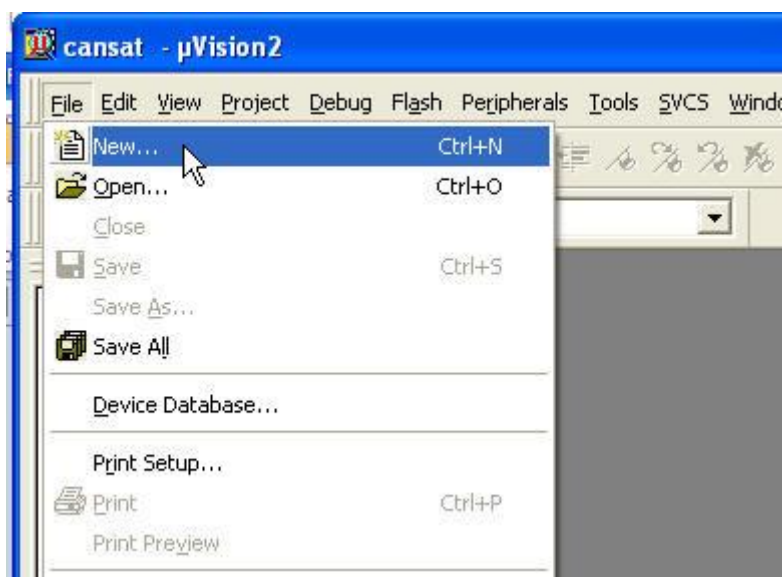 cansat - µVision2
File Edit View Project Debug Flash Peripherals Tools SVCS
New... Ctrl+N
Open... Ctrl+O
Close
Save Ctrl+S
Save As...
Save All
Device Database...
Print Setup...
Print Ctrl+P
Print Preview